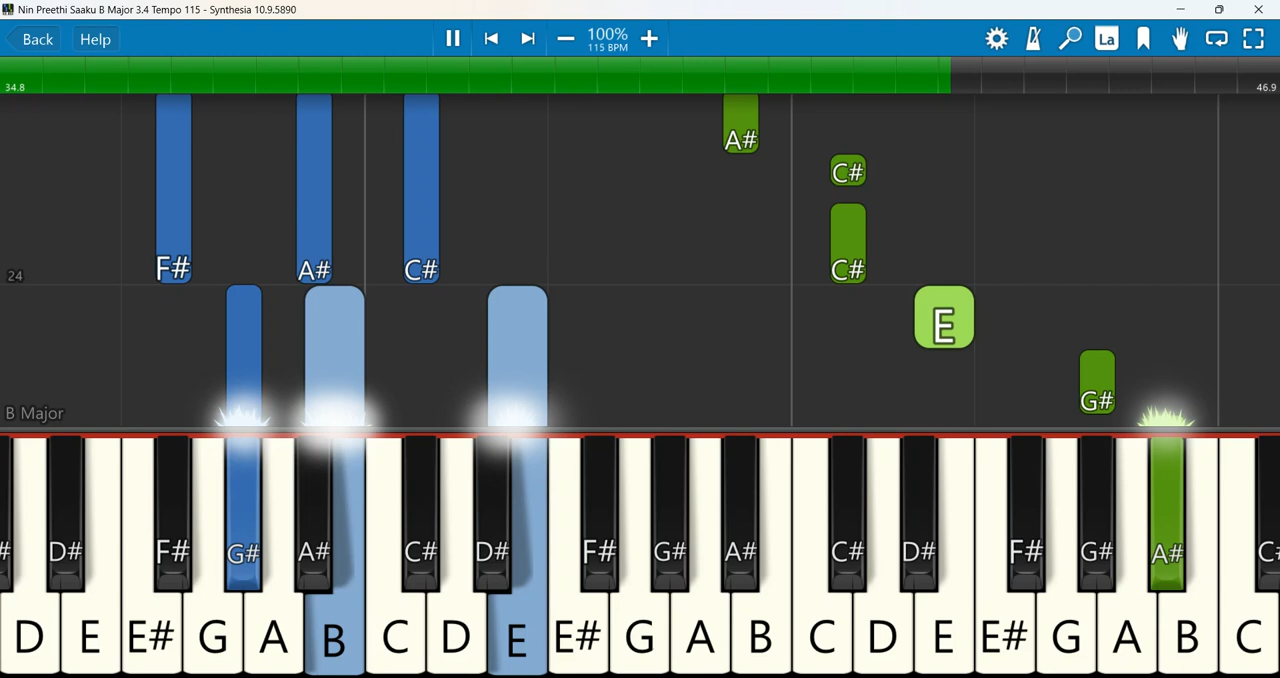 Nin Preethi Saaku B Major 3.4 Tempo 115 - Synthesia 10.9.5890
Back Help 100% La
115 BPM
34.8 46.9
A#
C#
F# A# C# C#
24
E
G#
B Major
# D# F# G# A# C# D# F# G# A# C# D# F# G# A# C#
D E E# G A B C D E E# G A B C D E E# G A B C